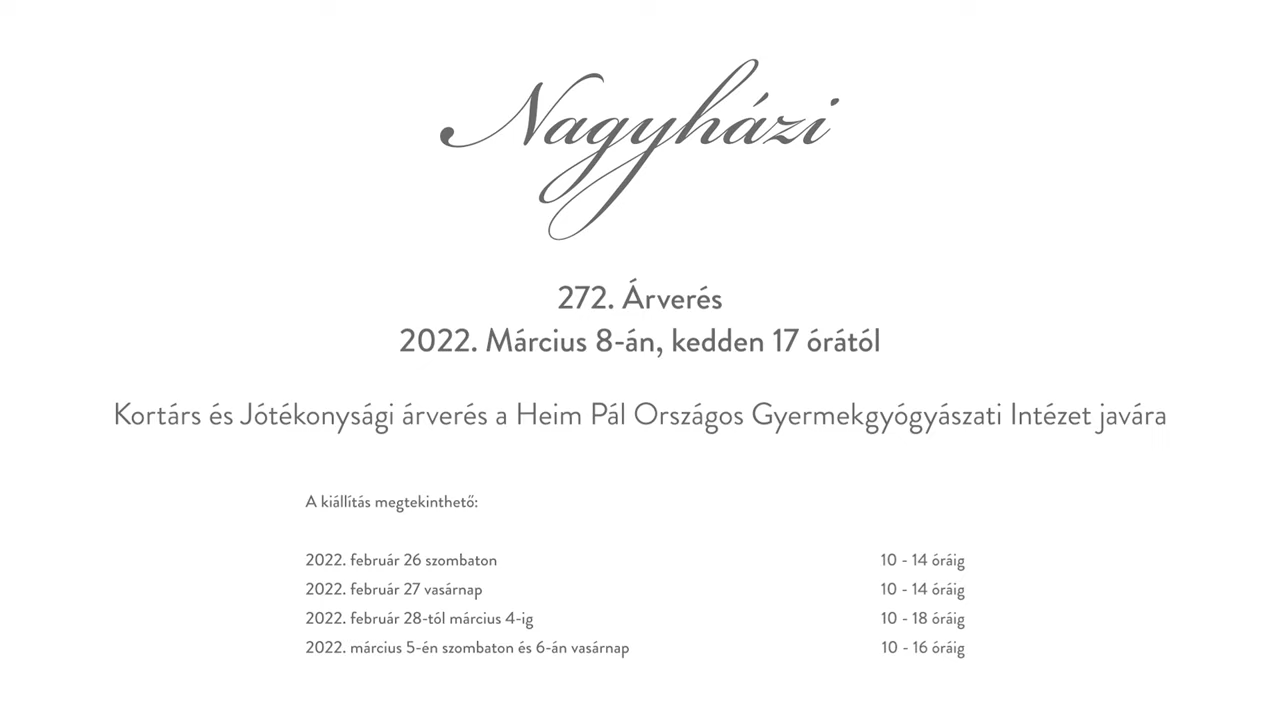 Nagyházi
272. Árverés
2022. Március 8-án, kedden 17 órától
Kortárs és Jótékonysági árverés a Heim Pál Országos Gyermekgyógyászati Intézet javára
A kiállítás megtekinthető:
2022. február 26 szombaton 10 - 14 óráig
2022. február 27 vasárnap 10 - 14 óráig
2022. február 28-tól március 4-ig 10 - 18 óráig
2022. március 5-én szombaton és 6-án vasárnap 10 - 16 óráig